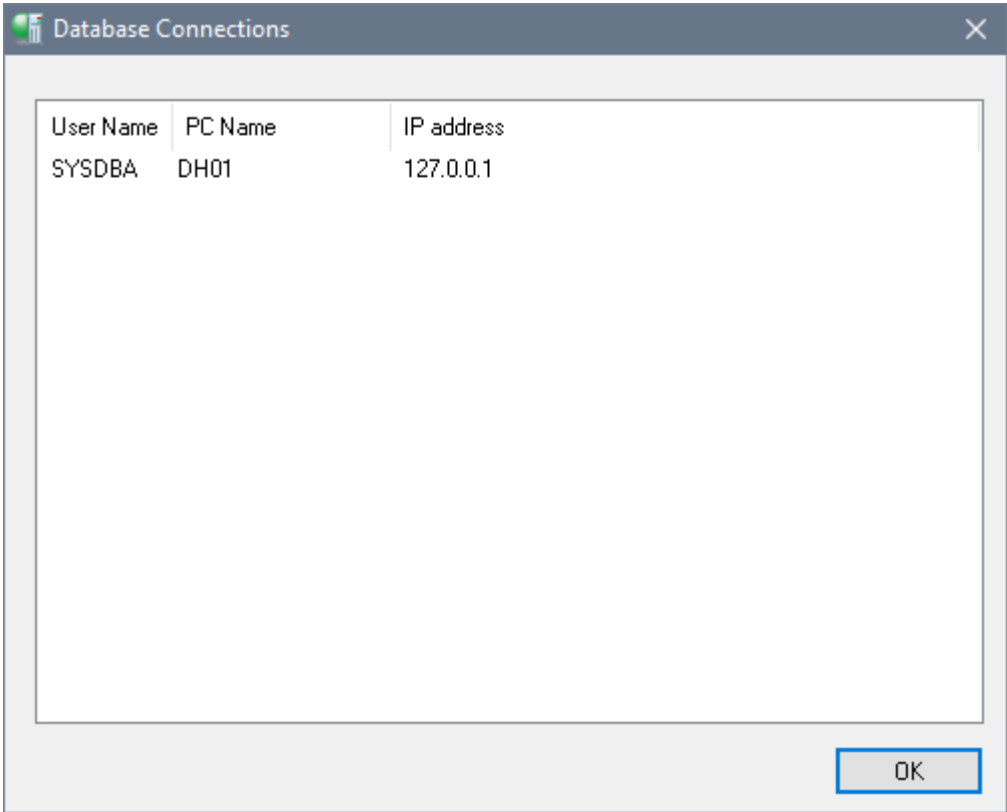 Database Connections
User Name PC Name IP address
SYSDBA DH01 127.0.0.1
OK